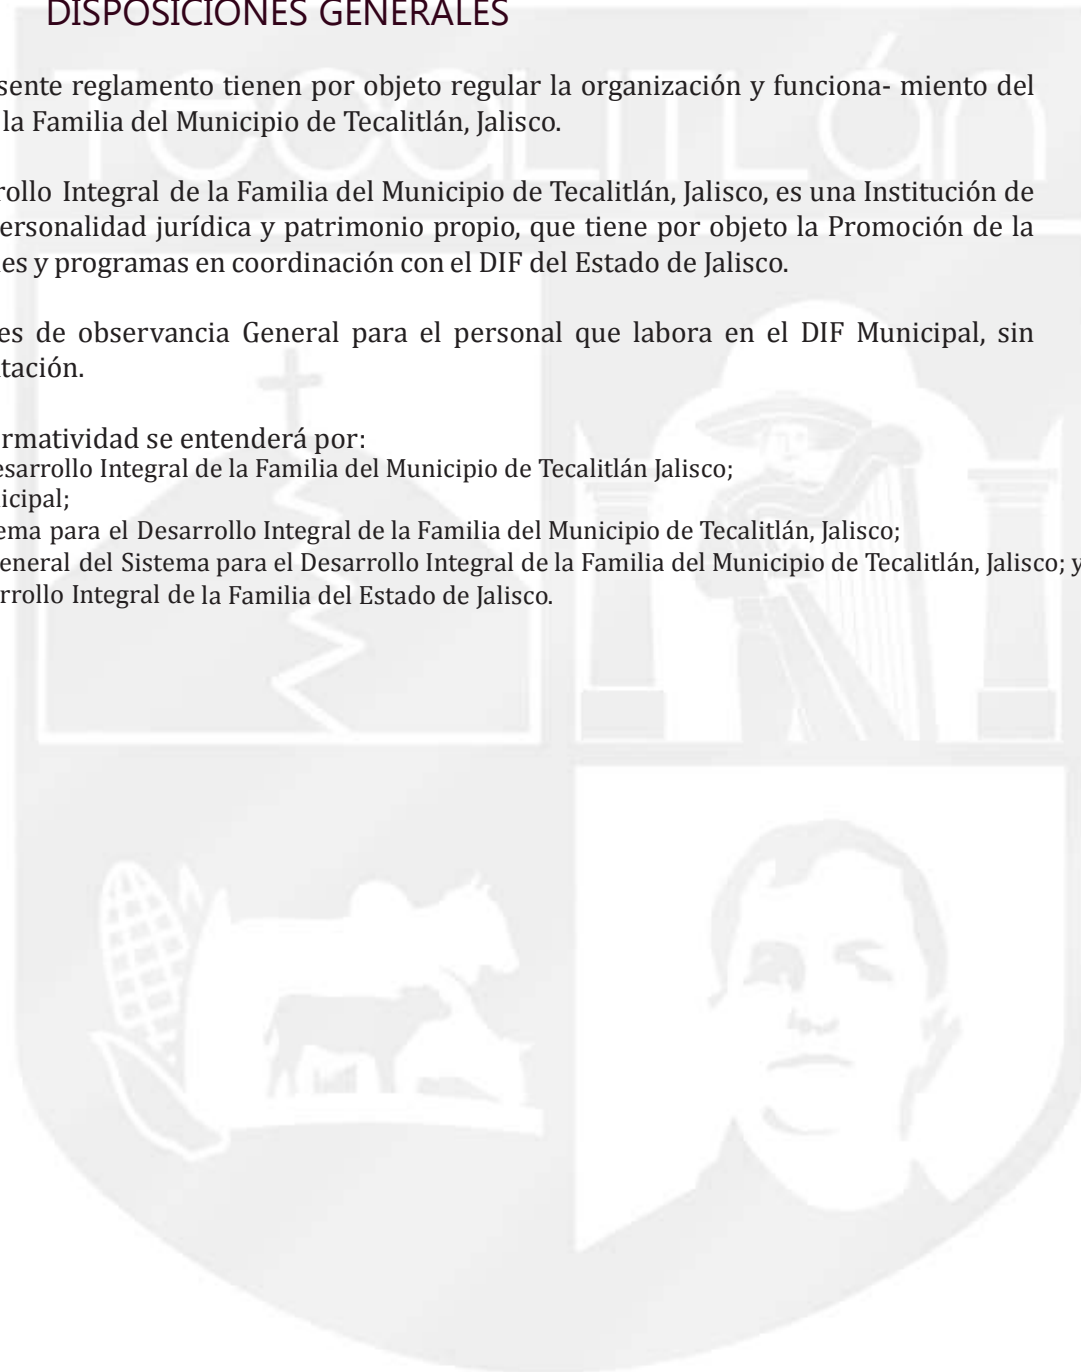 DISPOSICIONES GENERALES
TECALITLán
sente reglamento tienen por objeto regular la organización y funciona- miento del
la Familia del Municipio de Tecalitlán, Jalisco.
rollo Integral de la Familia del Municipio de Tecalitlán, Jalisco, es una Institución de
ersonalidad jurídica y patrimonio propio, que tiene por objeto la Promoción de la
es y programas en coordinación con el DIF del Estado de Jalisco.
es de observancia General para el personal que labora en el DIF Municipal, sin
tación.
rmatividad se entenderá por:
esarrollo Integral de la Familia del Municipio de Tecalitlán Jalisco;
icipal;
ema para el Desarrollo Integral de la Familia del Municipio de Tecalitlán, Jalisco;
eneral del Sistema para el Desarrollo Integral de la Familia del Municipio de Tecalitlán, Jalisco; y
rrollo Integral de la Familia del Estado de Jalisco.